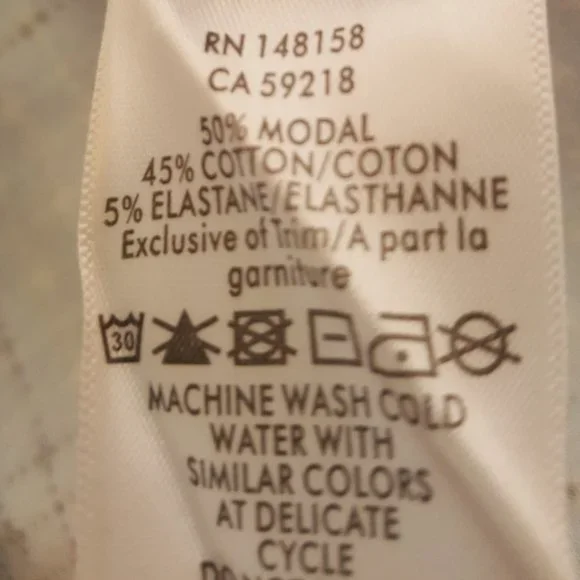 RN 148158
CA 59218
50% MODAL
45% COTTON/COTON
5% ELASTANE/ELASTHANNE
Exclusive of Trim/A part la
garniture
30
MACHINE WASH COLD
WATER WITH
SIMILAR COLORS
AT DELICATE
CYCLE